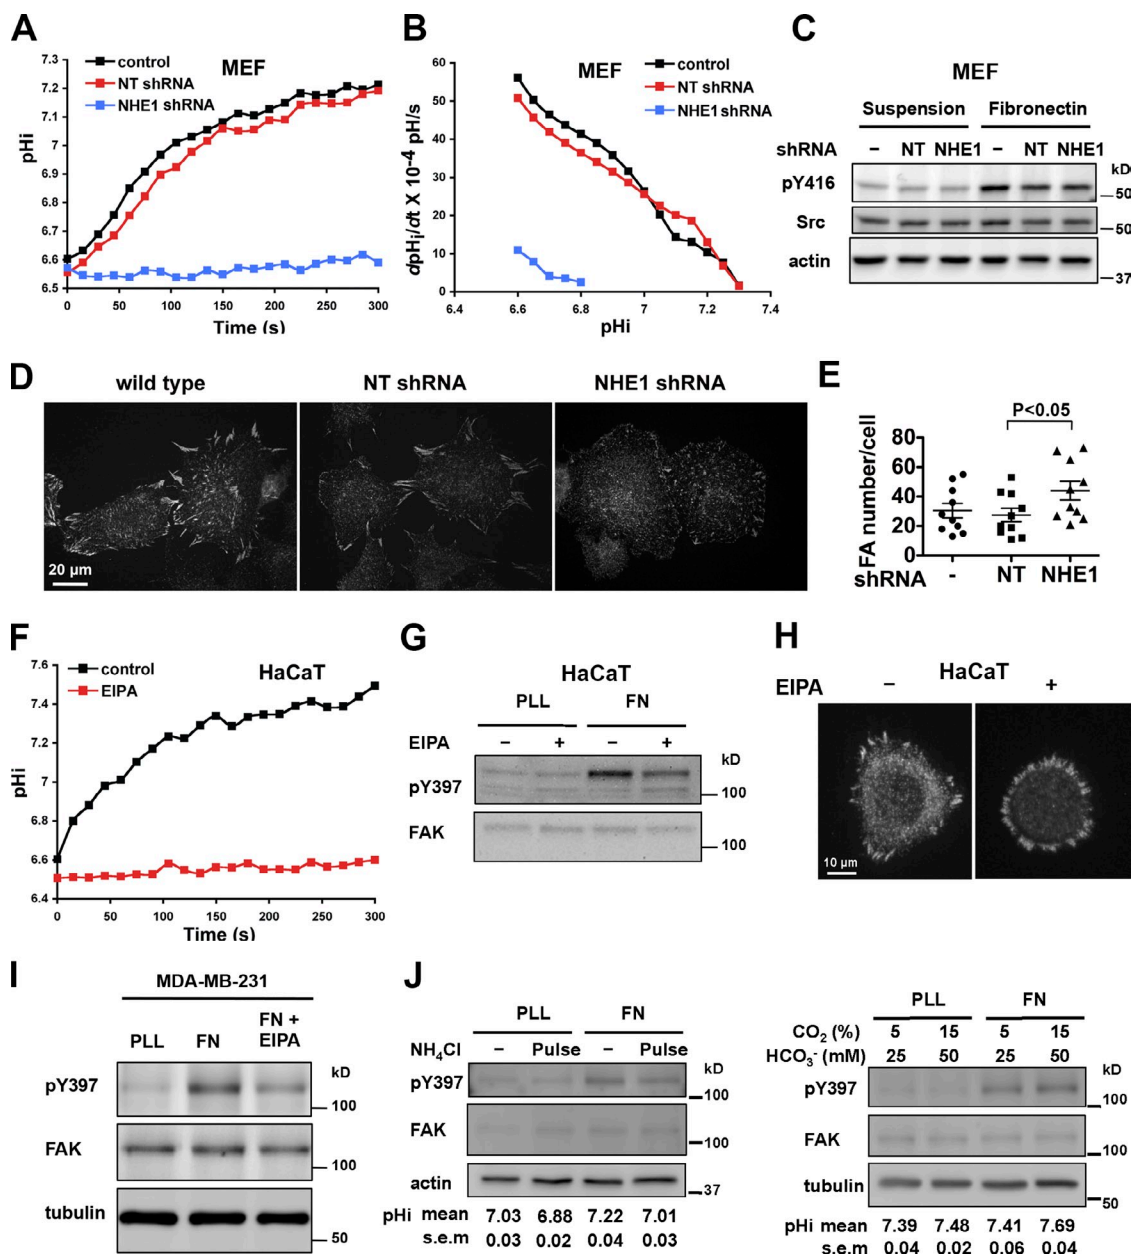 A
7.3
7.2
7.1
7
6.9
6.8
6.7
6.6
6.5
pHi
control
NT shRNA
NHE1 shRNA
MEF
0 50 100 150 200 250 300
Time (s)
B
60
50
40
30
20
10
0
dpHi/dt X 10-4 pH/s
MEF
control
NT shRNA
NHE1 shRNA
6.4 6.6 6.8 7 7.2 7.4
pHi
C
MEF
Suspension Fibronectin
shRNA – NT NHE1 – NT NHE1
kD
pY416
50
Src
50
actin
37
D
wild type NT shRNA NHE1 shRNA
20 µm
E
P<0.05
80
60
40
20
0
FA number/cell
shRNA - NT NHE1
F
7.6
7.4
7.2
7
6.8
6.6
6.4
pHi
control
EIPA
HaCaT
0 50 100 150 200 250 300
Time (s)
G
HaCaT
PLL FN
EIPA – + – +
kD
pY397
100
FAK
100
H
HaCaT
EIPA – +
10 µm
I
MDA-MB-231
PLL FN FN + EIPA
kD
pY397
100
FAK
100
tubulin
50
J
PLL FN
NH4Cl – Pulse – Pulse
kD
pY397
100
FAK
100
actin
37
pHi mean 7.03 6.88 7.22 7.01
s.e.m 0.03 0.02 0.04 0.03
PLL FN
CO2 (%) 5 15 5 15
HCO3- (mM) 25 50 25 50
kD
pY397
100
FAK
100
tubulin
50
pHi mean 7.39 7.48 7.41 7.69
s.e.m 0.04 0.02 0.06 0.04